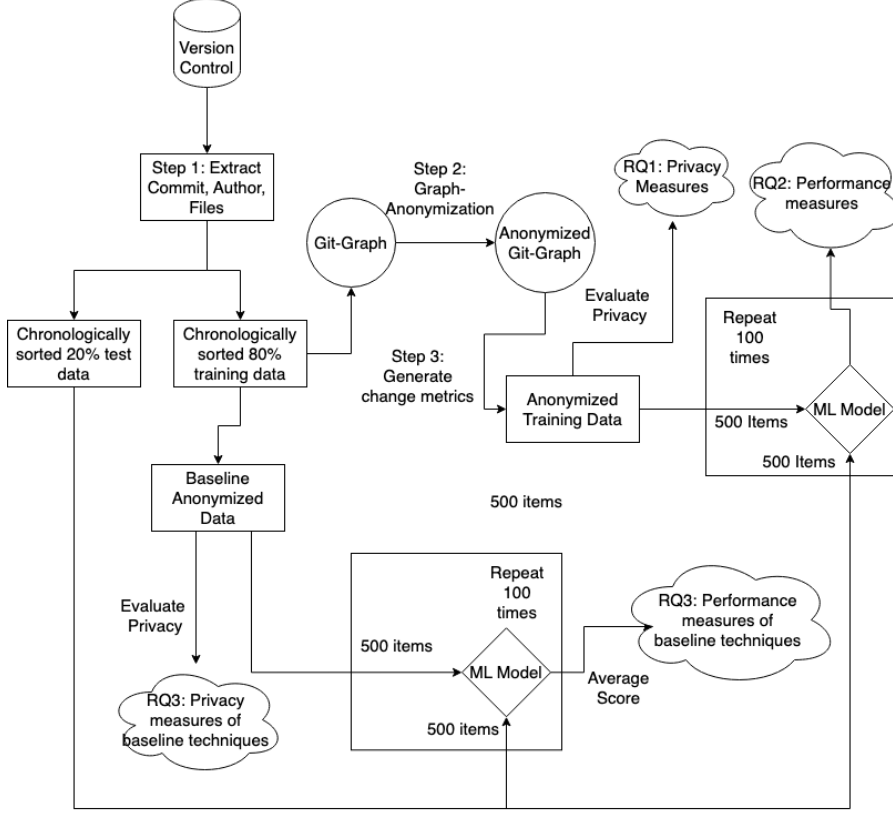 Version
Control
Step 1: Extract
Commit, Author,
Files
Step 2:
Graph-
Anonymization
RQ1: Privacy
Measures
RQ2: Performance
measures
Git-Graph
Anonymized
Git-Graph
Evaluate
Privacy
Repeat
100
times
Chronologically
sorted 20% test
data
Chronologically
sorted 80%
training data
Step 3:
Generate
change metrics
Anonymized
Training Data
500 Items
ML Model
500 Items
Baseline
Anonymized
Data
500 items
Repeat
100
times
Evaluate
Privacy
500 items
ML Model
Average
Score
RQ3: Performance
measures of
baseline techniques
RQ3: Privacy
measures of
baseline techniques
500 items